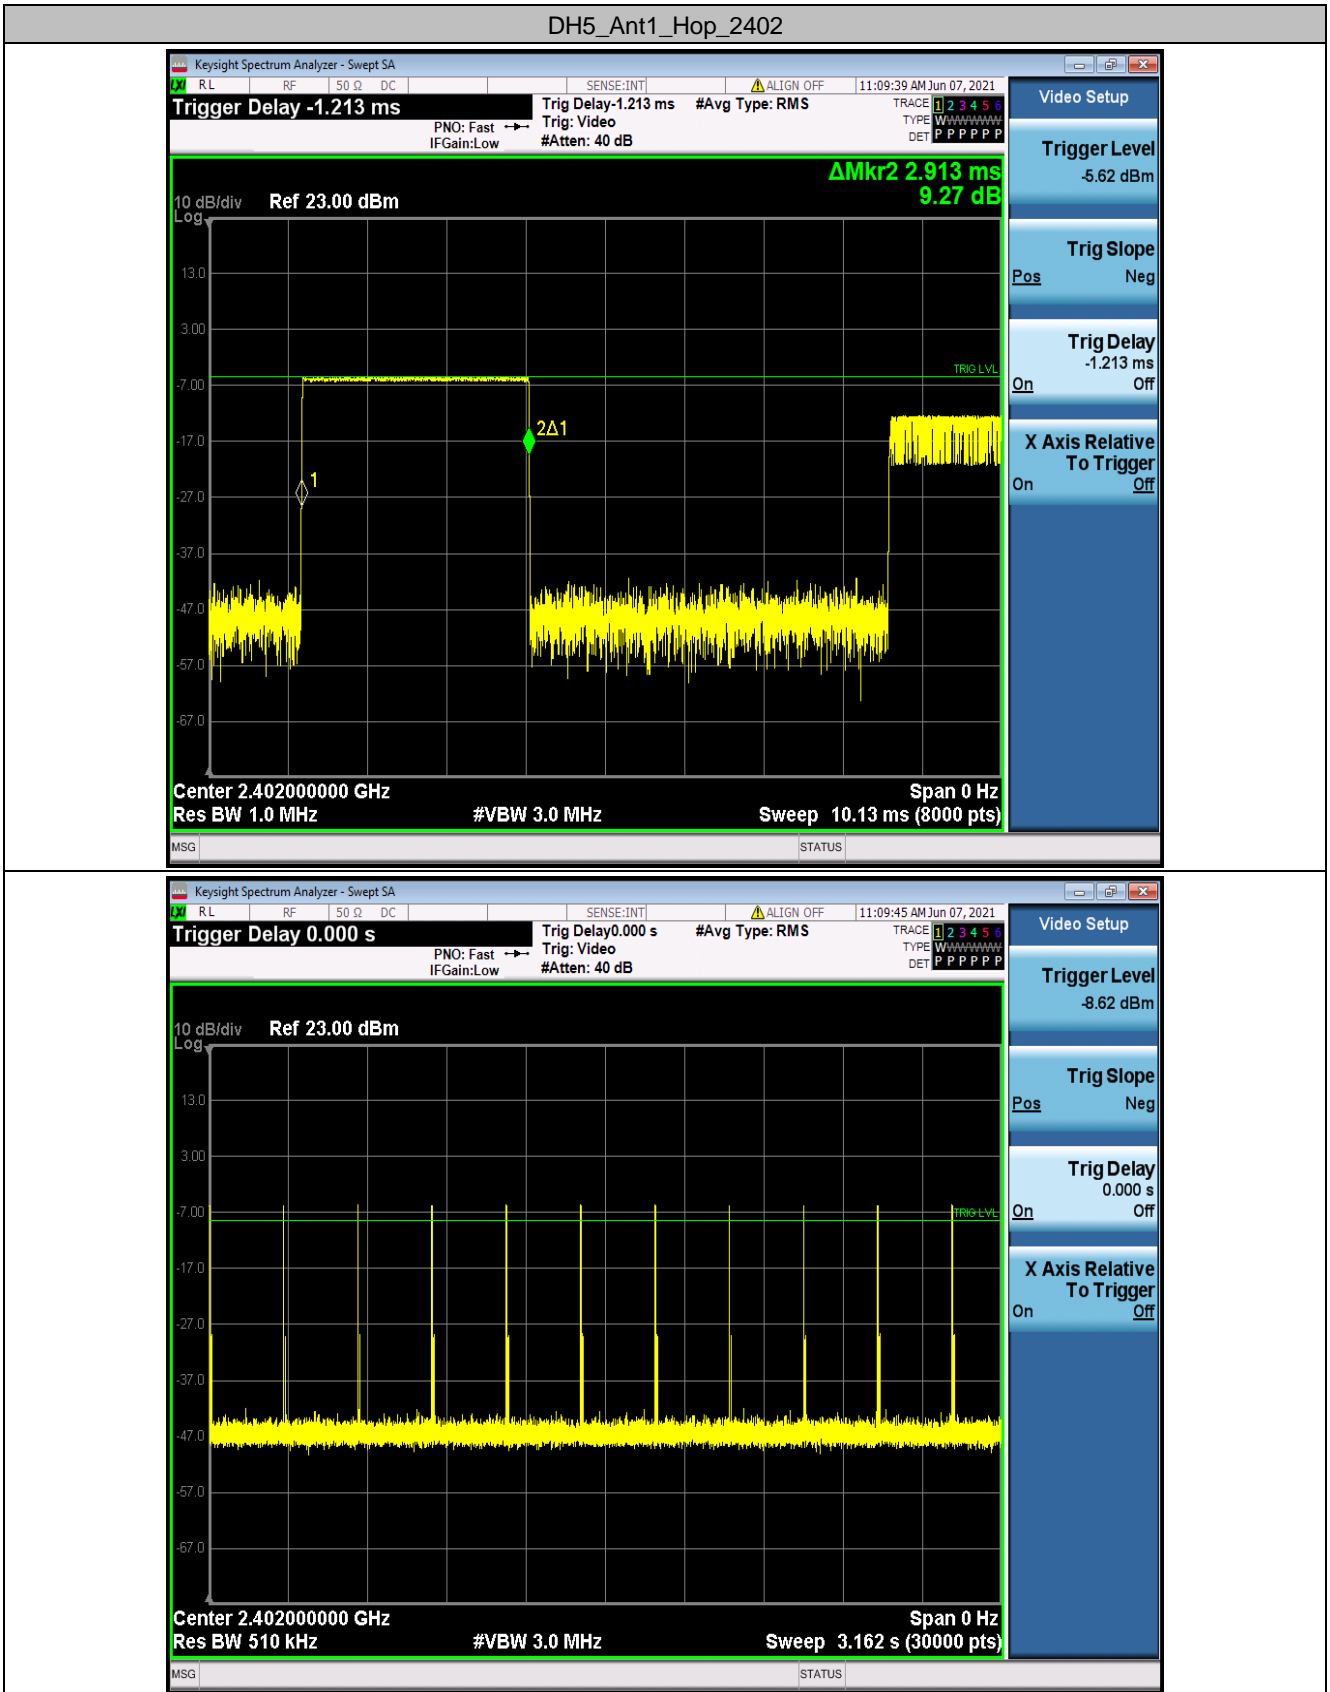 DH5_Ant1_Hop_2402
Keysight Spectrum Analyzer - Swept SA
LXI RL RF 50 Ω DC SENSE:INT ALIGN OFF 11:09:39 AM Jun 07, 2021
Trigger Delay -1.213 ms
PNO: Fast
IFGain:Low
Trig Delay-1.213 ms
Trig: Video
#Atten: 40 dB
#Avg Type: RMS
TRACE 1 2 3 4 5 6
TYPE WWWWWW
DET P P P P P P
ΔMkr2 2.913 ms
9.27 dB
10 dB/div Ref 23.00 dBm
Log
13.0
3.00
TRIG LVL
-7.00
2Δ1
-17.0
1
-27.0
-37.0
-47.0
-57.0
-67.0
Center 2.402000000 GHz Span 0 Hz
Res BW 1.0 MHz #VBW 3.0 MHz Sweep 10.13 ms (8000 pts)
MSG STATUS
Video Setup
Trigger Level
-5.62 dBm
Trig Slope
Pos Neg
Trig Delay
-1.213 ms
On Off
X Axis Relative
To Trigger
On Off
Keysight Spectrum Analyzer - Swept SA
LXI RL RF 50 Ω DC SENSE:INT ALIGN OFF 11:09:45 AM Jun 07, 2021
Trigger Delay 0.000 s
PNO: Fast
IFGain:Low
Trig Delay0.000 s
Trig: Video
#Atten: 40 dB
#Avg Type: RMS
TRACE 1 2 3 4 5 6
TYPE WWWWWW
DET P P P P P P
10 dB/div Ref 23.00 dBm
Log
13.0
3.00
-7.00
TRIG LVL
-17.0
-27.0
-37.0
-47.0
-57.0
-67.0
Center 2.402000000 GHz Span 0 Hz
Res BW 510 kHz #VBW 3.0 MHz Sweep 3.162 s (30000 pts)
MSG STATUS
Video Setup
Trigger Level
-8.62 dBm
Trig Slope
Pos Neg
Trig Delay
0.000 s
On Off
X Axis Relative
To Trigger
On Off